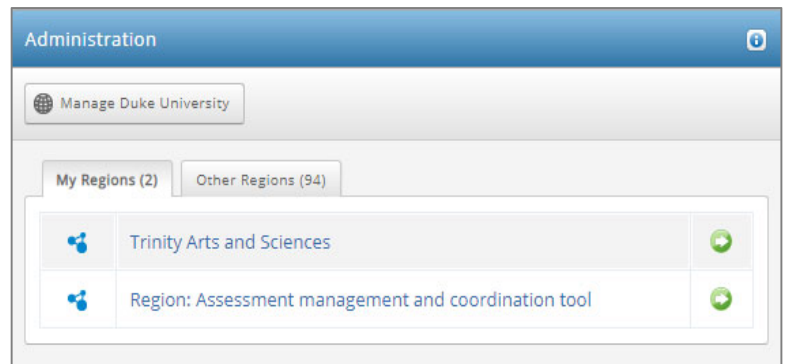 Administration
Manage Duke University
My Regions (2)
Other Regions (94)
Trinity Arts and Sciences
Region: Assessment management and coordination tool